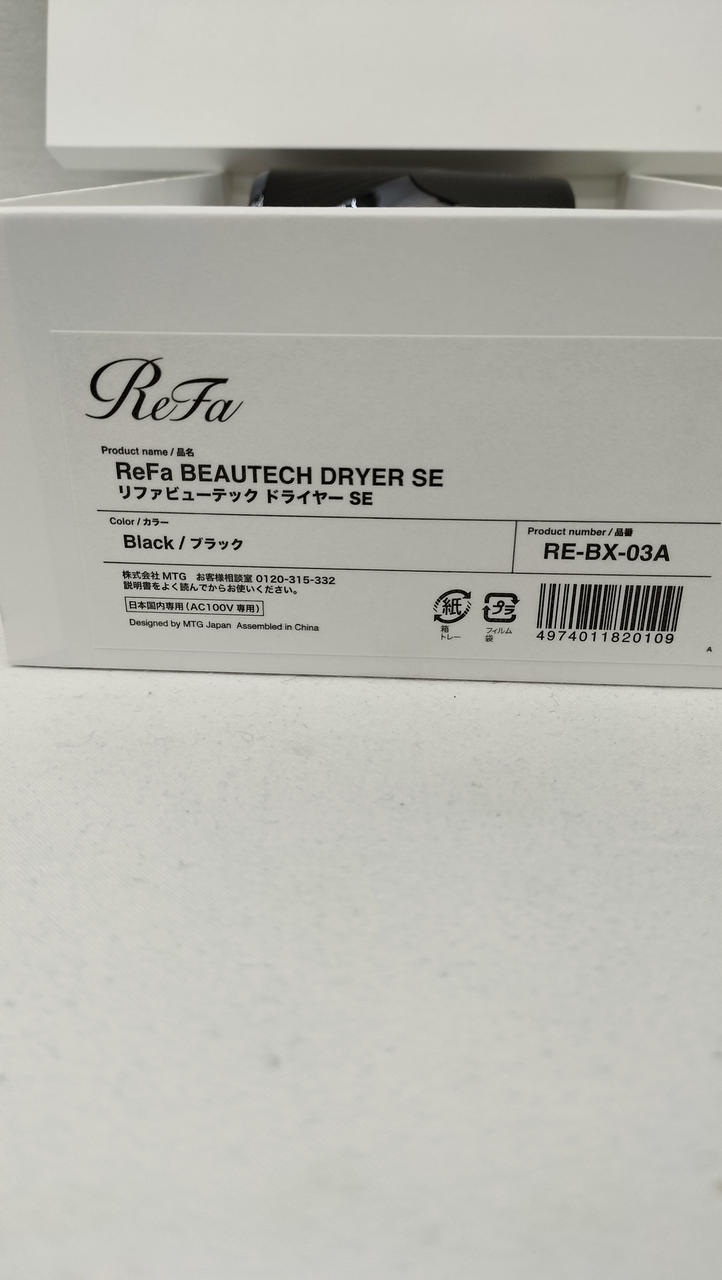 ReFa
Product name / 品名
ReFa BEAUTECH DRYER SE
リファビューテック ドライヤー SE
Color / カラー
Black / ブラック
Product number / 品番
RE-BX-03A
株式会社 MTG お客様相談室 0120-315-332
説明書をよく読んでからお使いください。
日本国内専用(AC100V 専用)
Designed by MTG Japan Assembled in China
紙
箱
トレー
プラ
フィルム
袋
4974011820109
A